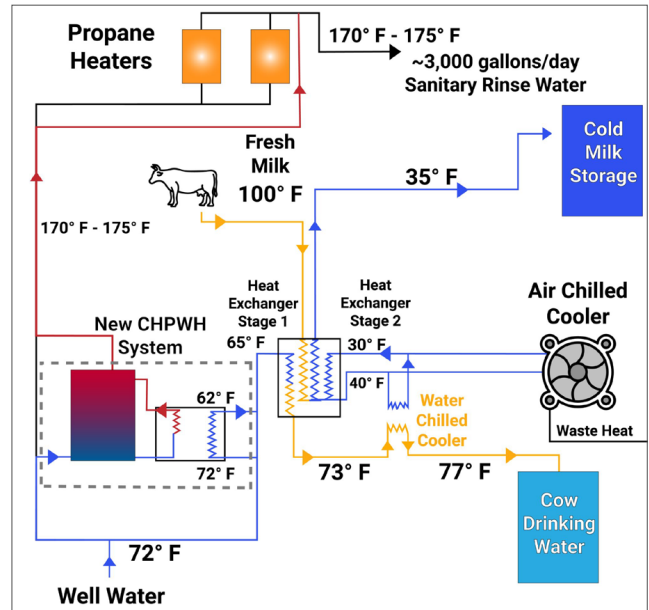 Propane
Heaters
170° F - 175° F
~3,000 gallons/day
Sanitary Rinse Water
Fresh
Milk
100° F
Cold
Milk
Storage
35° F
170° F - 175° F
Heat
Exchanger
Stage 1
Heat
Exchanger
Stage 2
Air Chilled
Cooler
New CHPWH
System
65° F
30° F
40° F
62° F
72° F
Water
Chilled
Cooler
Waste Heat
73° F
77° F
Cow
Drinking
Water
72° F
Well Water